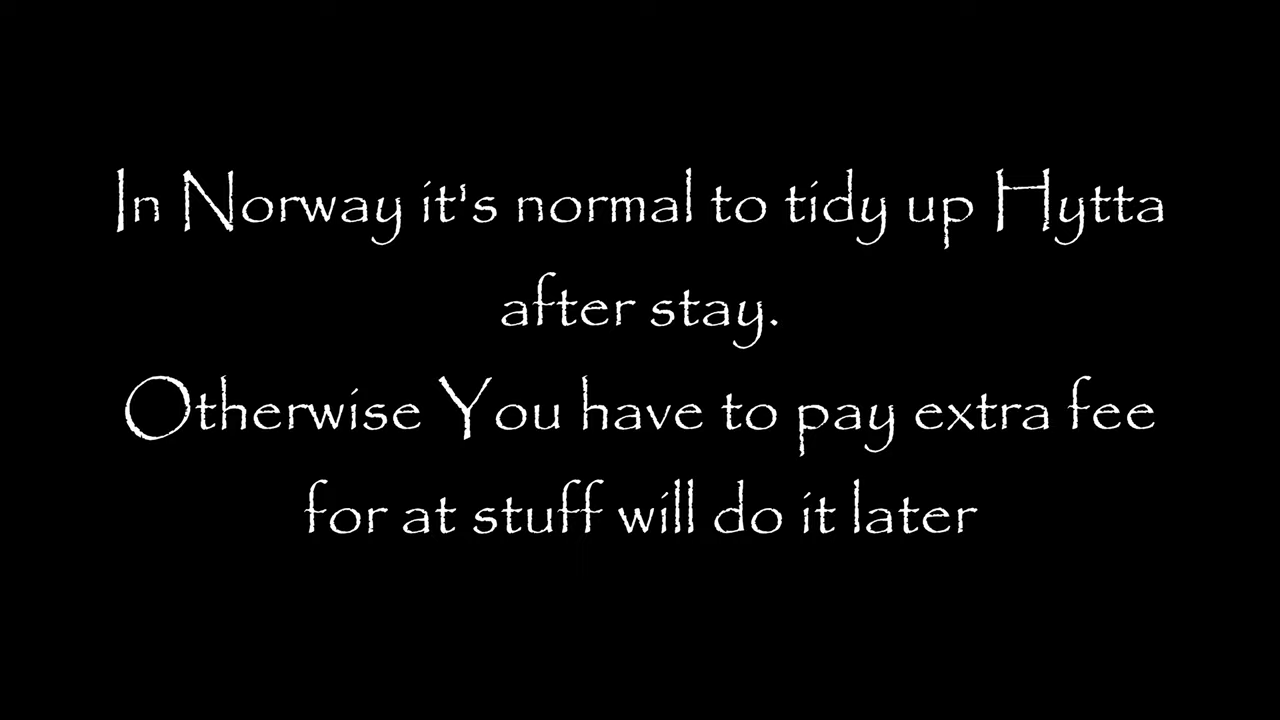 In Norway it's normal to tidy up Hytta
after stay.
Otherwise You have to pay extra fee
for at stuff will do it later